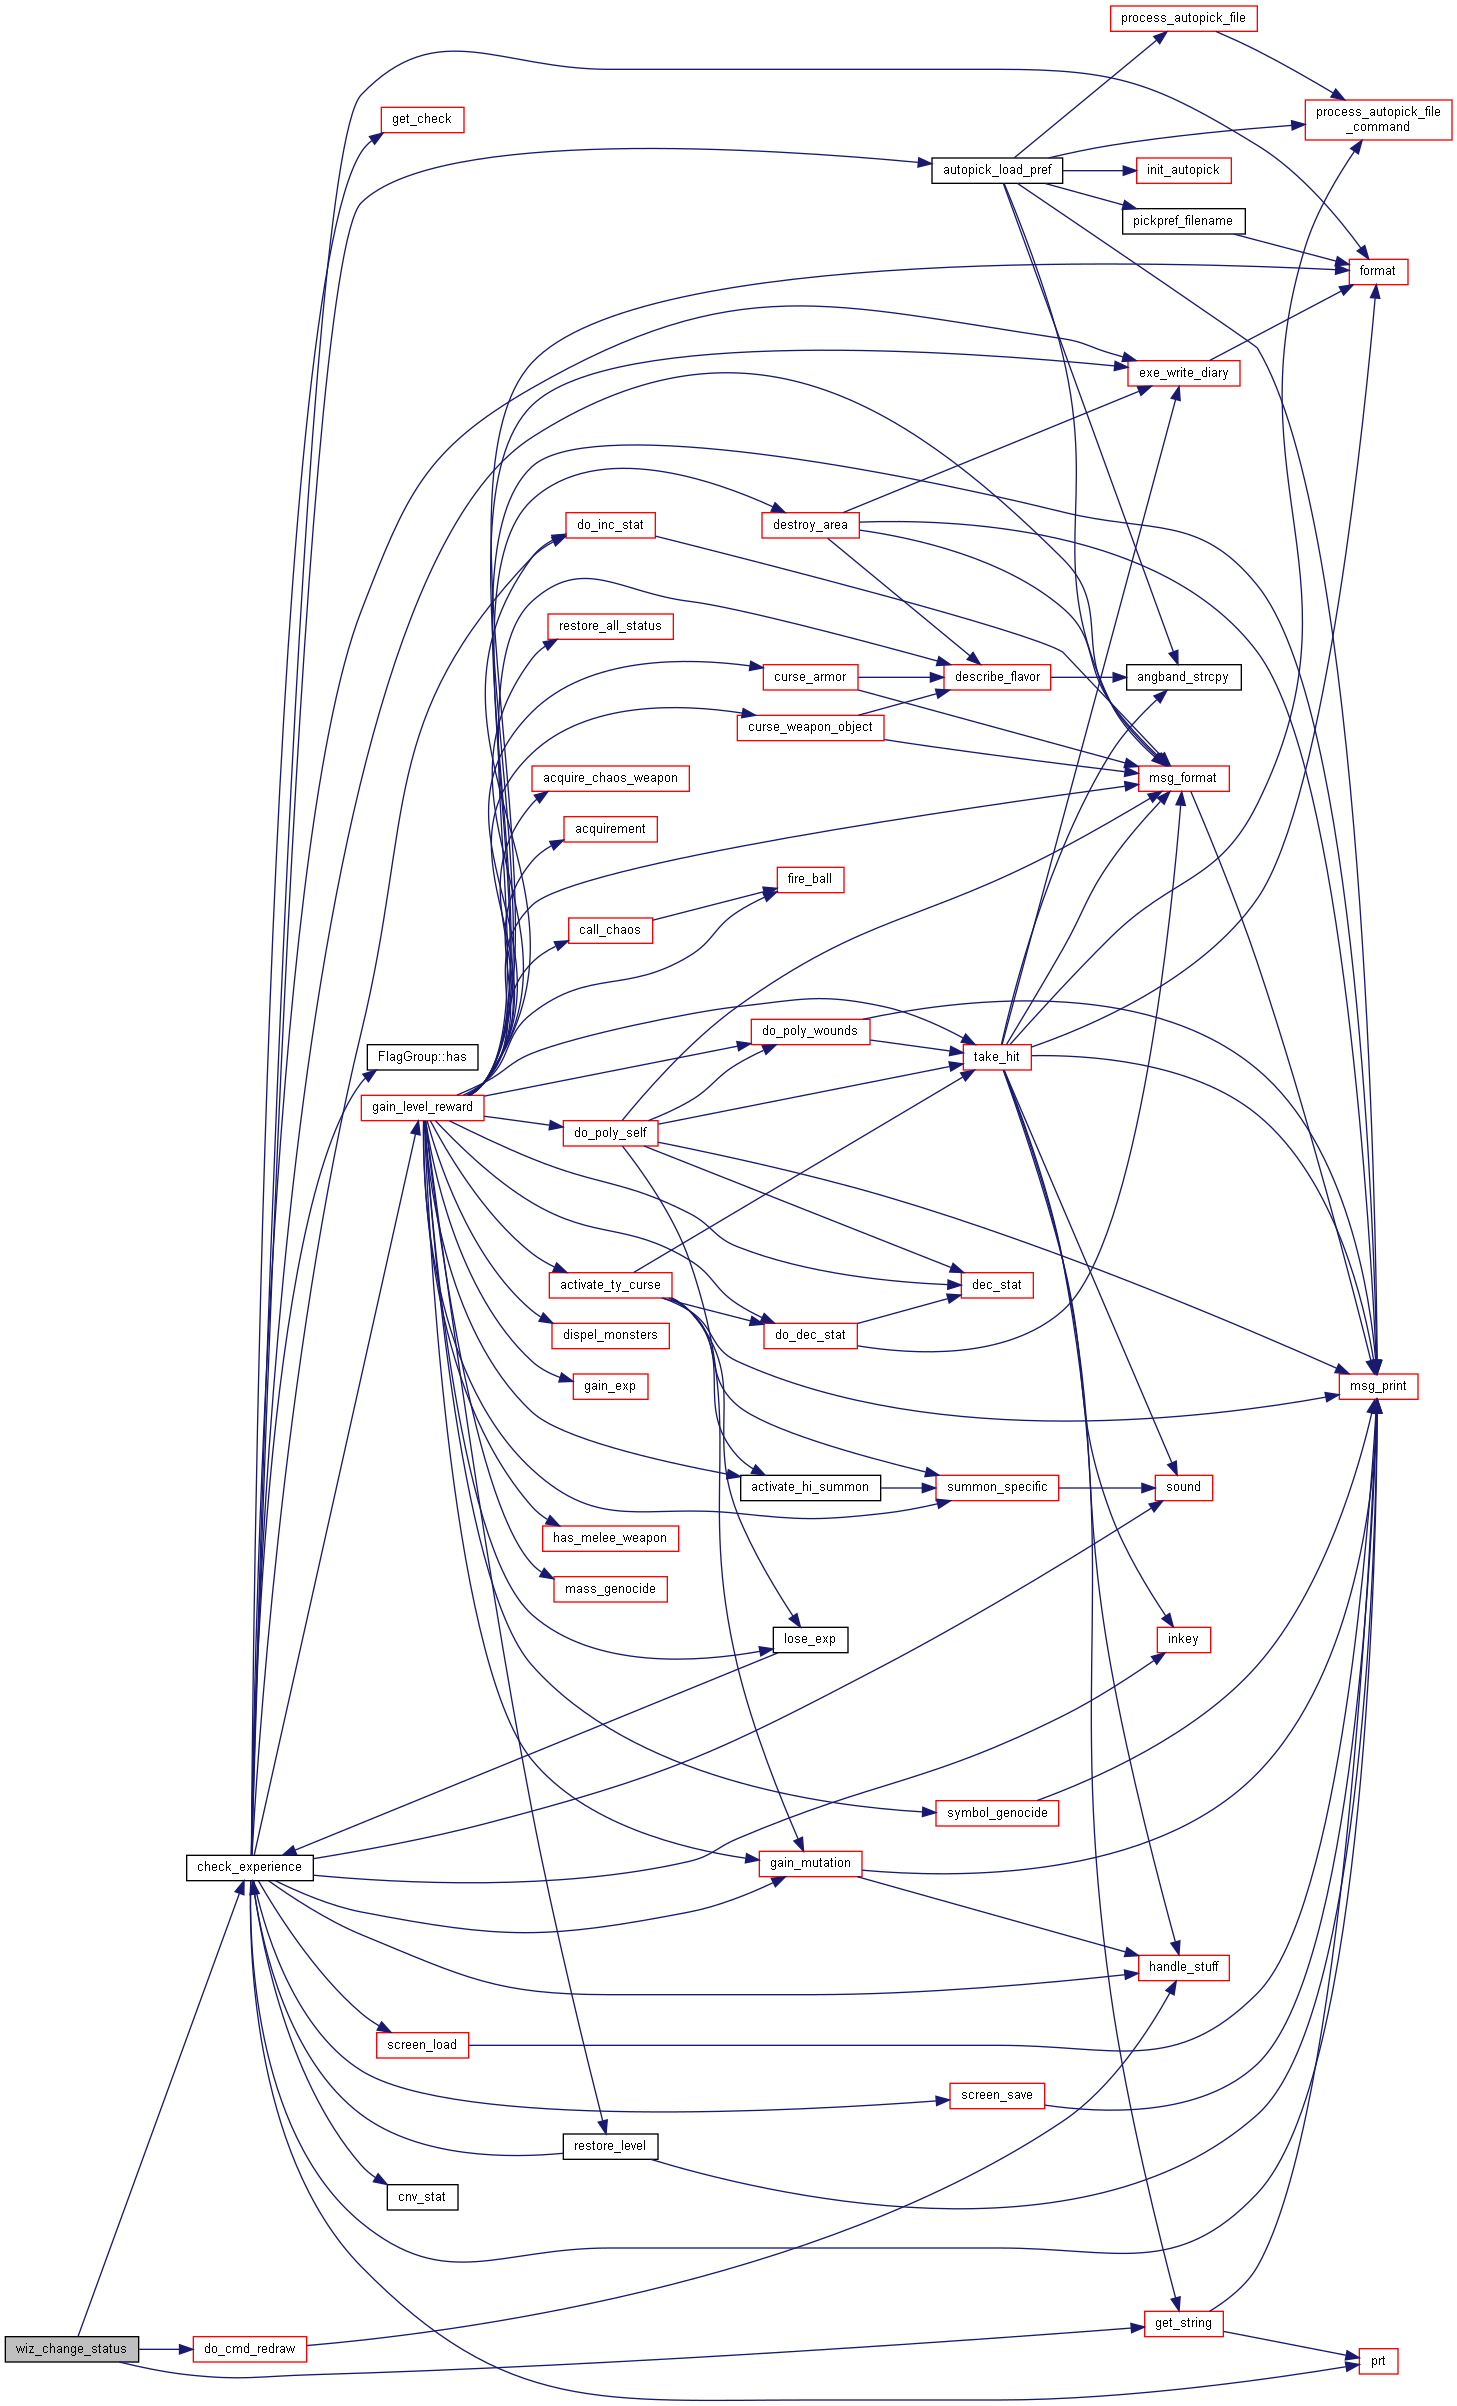 process_autopick_file
process_autopick_file
_command
get_check
autopick_load_pref
init_autopick
pickpref_filename
format
exe_write_diary
do_inc_stat
destroy_area
restore_all_status
curse_armor
describe_flavor
angband_strcpy
curse_weapon_object
acquire_chaos_weapon
msg_format
acquirement
fire_ball
call_chaos
do_poly_wounds
FlagGroup::has
take_hit
gain_level_reward
do_poly_self
activate_ty_curse
dec_stat
dispel_monsters
do_dec_stat
gain_exp
msg_print
activate_hi_summon
summon_specific
sound
has_melee_weapon
mass_genocide
lose_exp
inkey
symbol_genocide
check_experience
gain_mutation
handle_stuff
screen_load
screen_save
restore_level
cnv_stat
get_string
wiz_change_status
do_cmd_redraw
prt